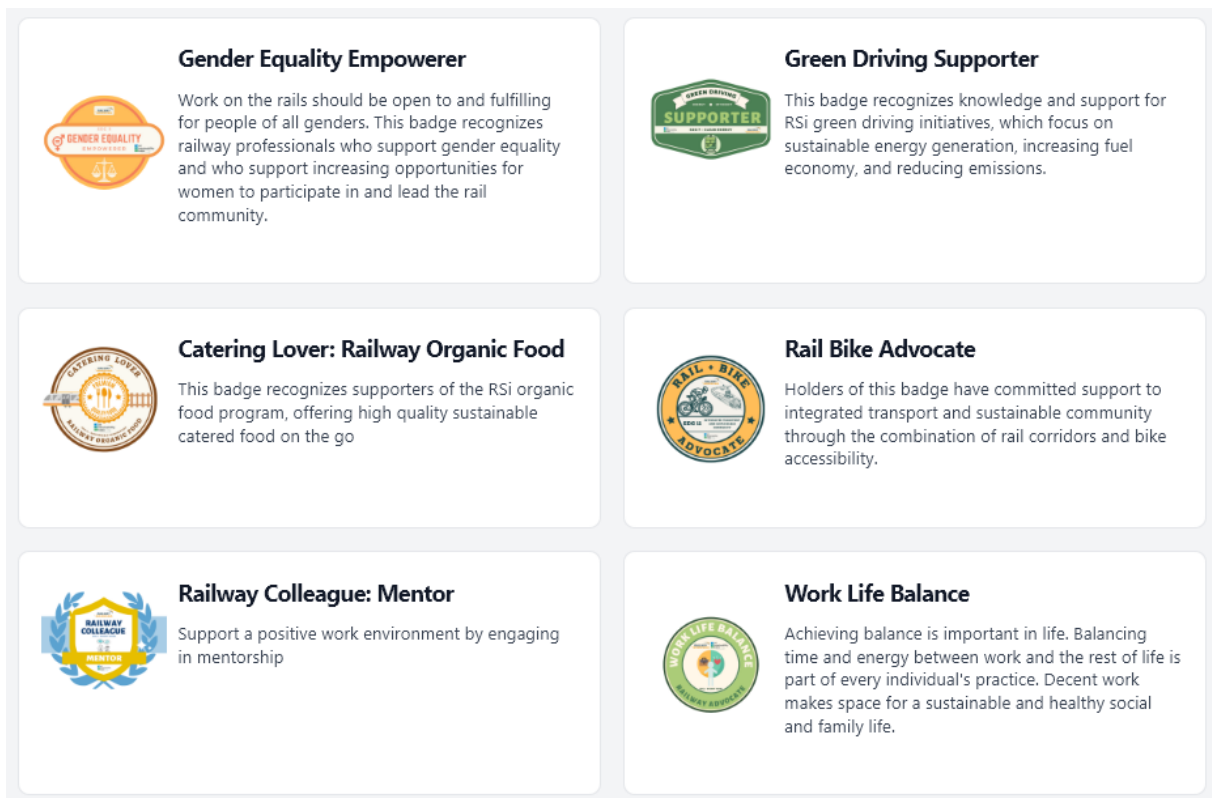 Gender Equality Empowerer
GENDER EQUALITY
EMPOWERER
Work on the rails should be open to and fulfilling
for people of all genders. This badge recognizes
railway professionals who support gender equality
and who support increasing opportunities for
women to participate in and lead the rail
community.
Green Driving Supporter
GREEN DRIVING
SUPPORTER
This badge recognizes knowledge and support for
RSi green driving initiatives, which focus on
sustainable energy generation, increasing fuel
economy, and reducing emissions.
Catering Lover: Railway Organic Food
CATERING LOVER
RAILWAY ORGANIC FOOD
This badge recognizes supporters of the RSi organic
food program, offering high quality sustainable
catered food on the go
Rail Bike Advocate
RAIL + BIKE
ADVOCATE
Holders of this badge have committed support to
integrated transport and sustainable community
through the combination of rail corridors and bike
accessibility.
Railway Colleague: Mentor
RAILWAY
COLLEAGUE
MENTOR
Support a positive work environment by engaging
in mentorship
Work Life Balance
WORK LIFE BALANCE
RAILWAY ADVOCATE
Achieving balance is important in life. Balancing
time and energy between work and the rest of life is
part of every individual's practice. Decent work
makes space for a sustainable and healthy social
and family life.